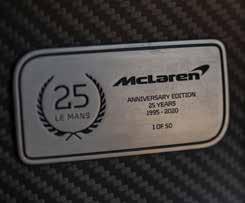 25
LE MANS
McLaren
ANNIVERSARY EDITION
25 YEARS
1995 - 2020
1 OF 50